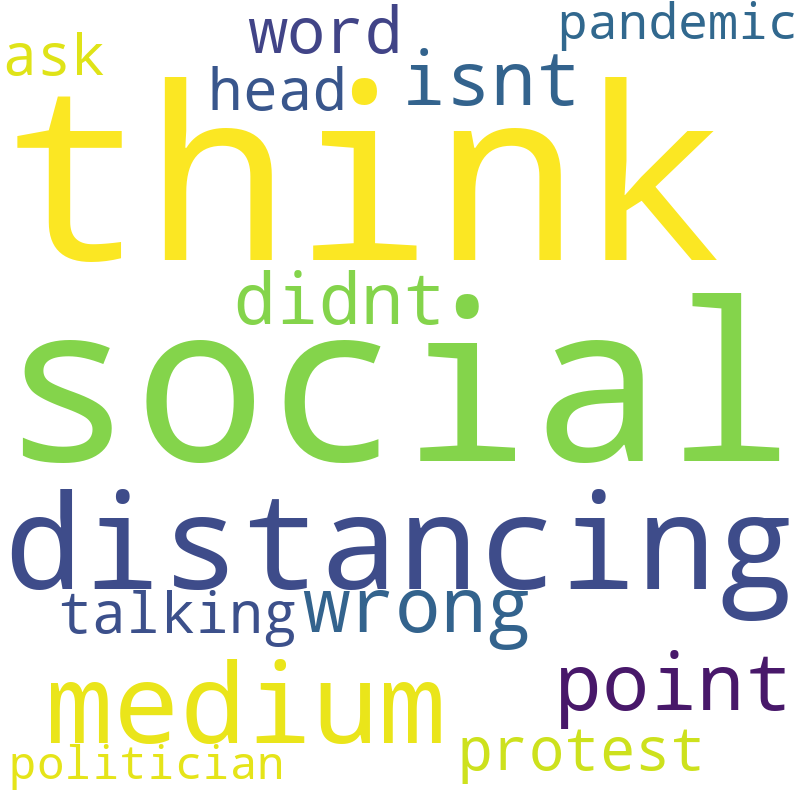 word
pandemic
ask
head
isnt
think
didnt
social
distancing
talking
wrong
medium
point
protest
politician